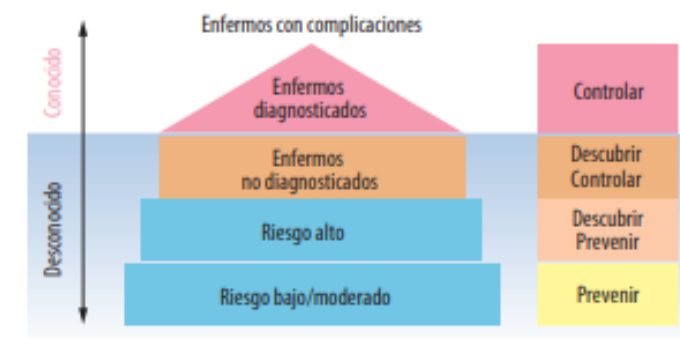 Enfermos con complicaciones
Conocido
Enfermos
diagnosticados
Controlar
Desconocido
Enfermos
no diagnosticados
Descubrir
Controlar
Riesgo alto
Descubrir
Prevenir
Riesgo bajo/moderado
Prevenir